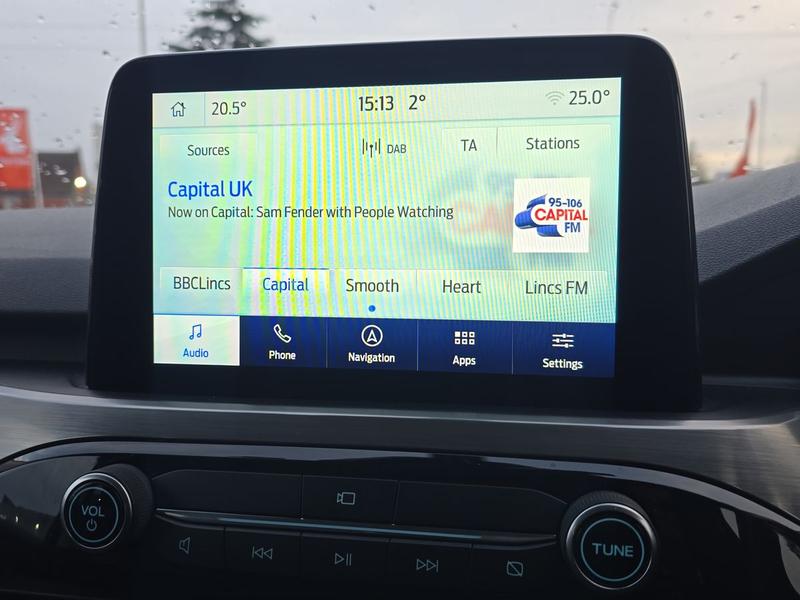 20.5°
15:13 2°
25.0°
Sources
DAB
TA
Stations
Capital UK
Now on Capital: Sam Fender with People Watching
95-106
CAPITAL
FM
BBCLincs
Capital
Smooth
Heart
Lincs FM
Audio
Phone
Navigation
Apps
Settings
VOL
TUNE